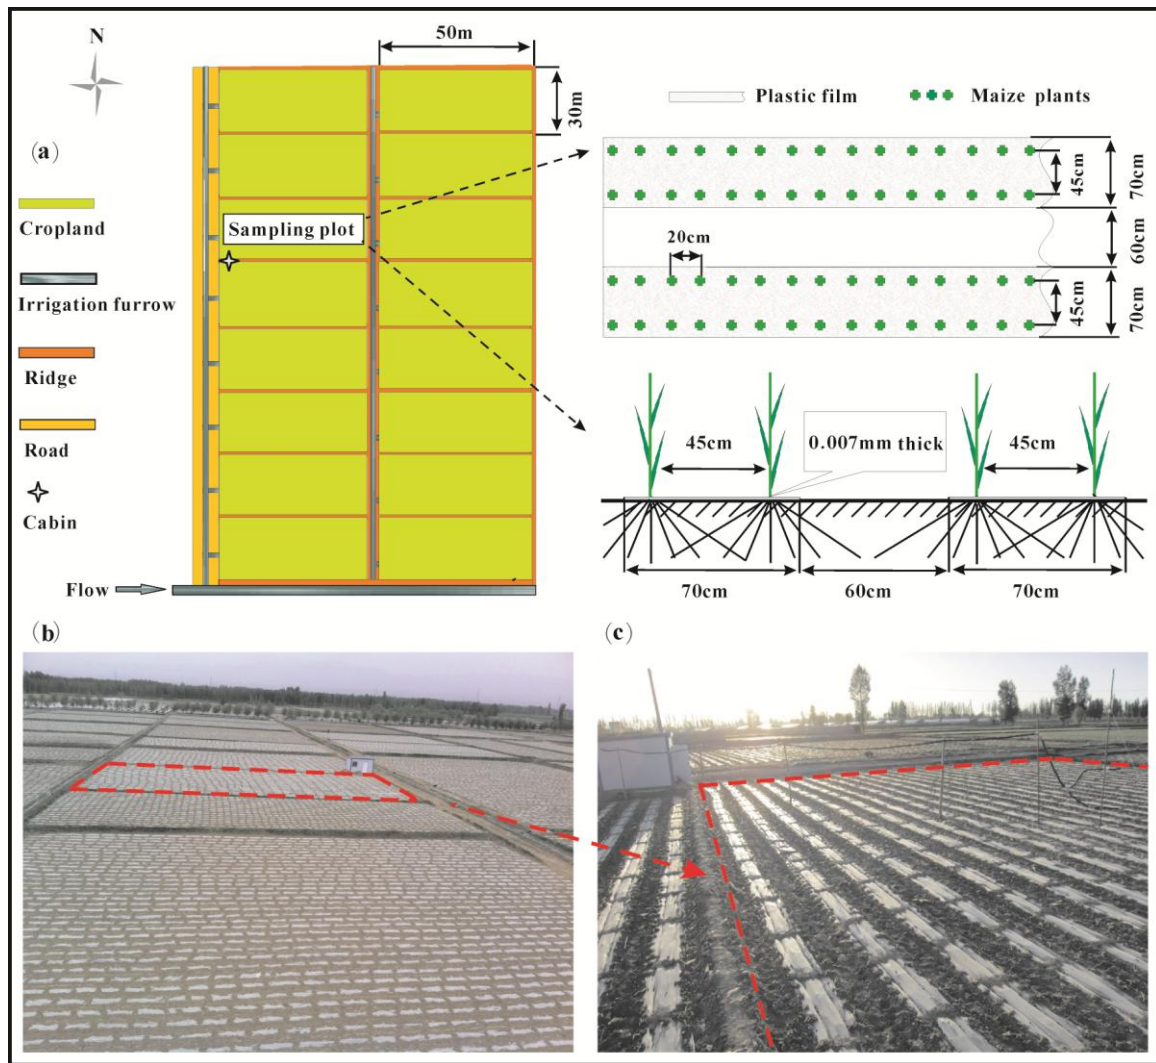 N
50m
30m
(a)
Cropland
Irrigation furrow
Ridge
Road
Cabin
Sampling plot
Flow
Plastic film
Maize plants
45cm
70cm
20cm
60cm
45cm
70cm
45cm
0.007mm thick
45cm
70cm
60cm
70cm
(b)
(c)